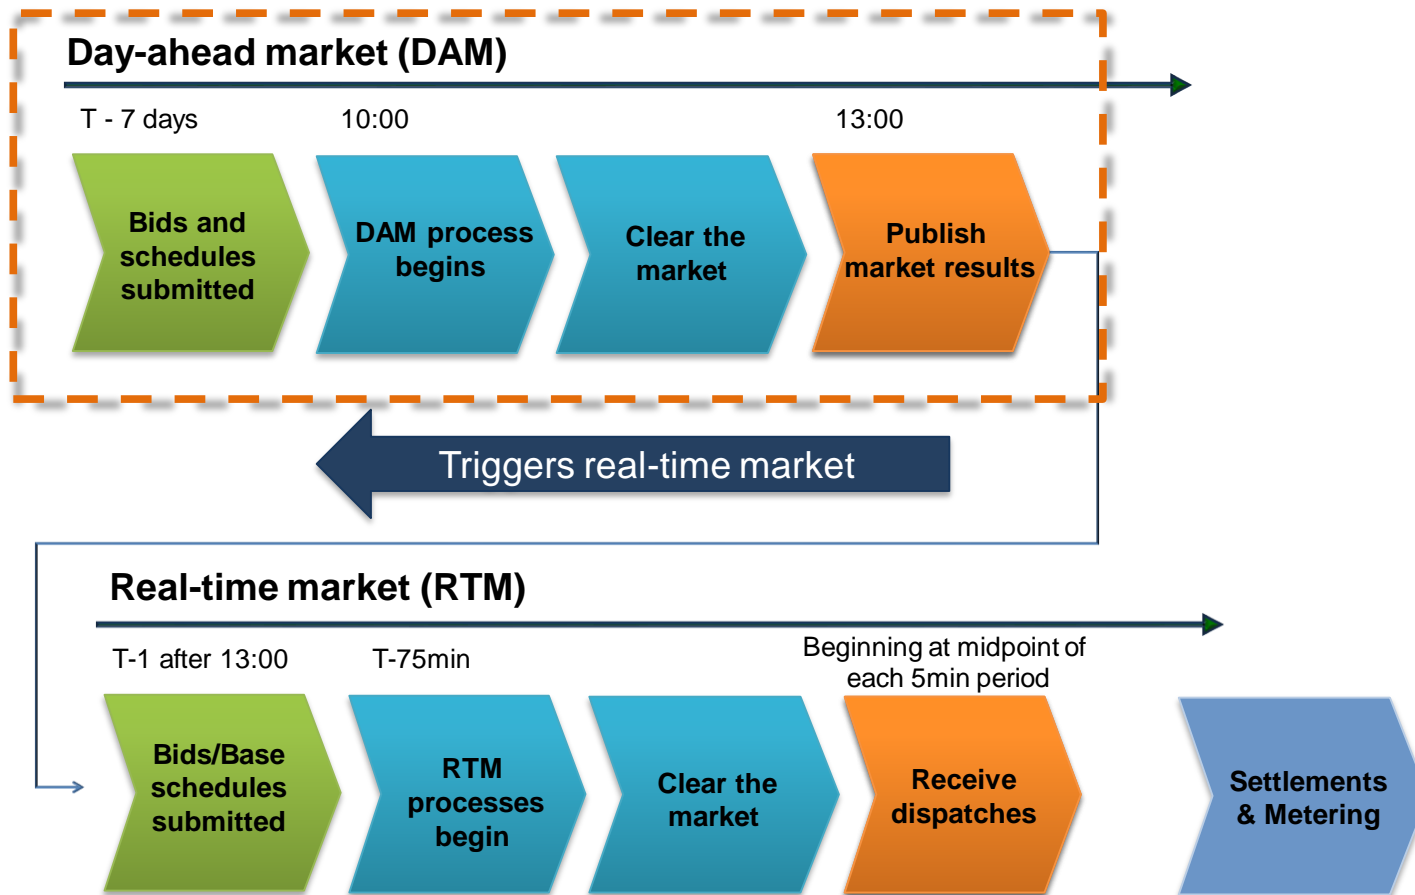 Day-ahead market (DAM)
T - 7 days
10:00
13:00
Bids and
schedules
submitted
DAM process
begins
Clear the
market
Publish
market results
Triggers real-time market
Real-time market (RTM)
T-1 after 13:00
T-75min
Beginning at midpoint of
each 5min period
Bids/Base
schedules
submitted
RTM
processes
begin
Clear the
market
Receive
dispatches
Settlements
& Metering